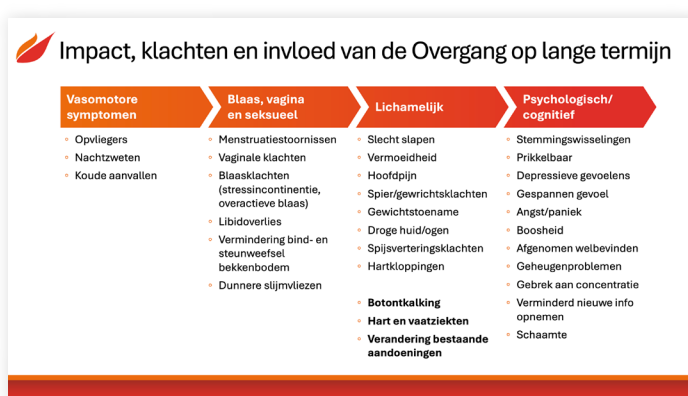 Impact, klachten en invloed van de Overgang op lange termijn
Vasomotore
symptomen
◦ Opvliegers
◦ Nachtzweten
◦ Koude aanvallen
Blaas, vagina
en seksueel
◦ Menstruatiestoornissen
◦ Vaginale klachten
◦ Blaasklachten
(stressincontinentie,
overactieve blaas)
◦ Libidoverlies
◦ Vermindering bind- en
steunweefsel
bekkenbodem
◦ Dunnere slijmvliezen
Lichamelijk
◦ Slecht slapen
◦ Vermoeidheid
◦ Hoofdpijn
◦ Spier/gewrichtsklachten
◦ Gewichtstoename
◦ Droge huid/ogen
◦ Spijsverteringsklachten
◦ Hartkloppingen
◦ Botontkalking
◦ Hart en vaatziekten
◦ Verandering bestaande
aandoeningen
Psychologisch/
cognitief
◦ Stemmingswisselingen
◦ Prikkelbaar
◦ Depressieve gevoelens
◦ Gespannen gevoel
◦ Angst/paniek
◦ Boosheid
◦ Afgenomen welbevinden
◦ Geheugenproblemen
◦ Gebrek aan concentratie
◦ Verminderd nieuwe info
opnemen
◦ Schaamte